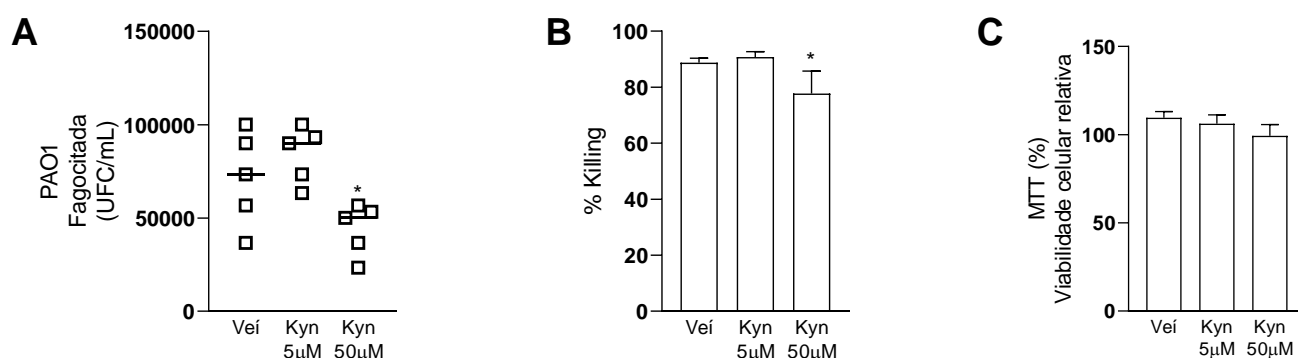 A
PAO1
Fagocitada
(UFC/mL)
150000
100000
50000
0
*
Veí
Kyn
5µM
Kyn
50µM
B
% Killing
100
80
60
40
20
0
*
Veí
Kyn
5µM
Kyn
50µM
C
MTT (%)
Viabilidade celular relativa
150
100
50
0
Veí
Kyn
5µM
Kyn
50µM